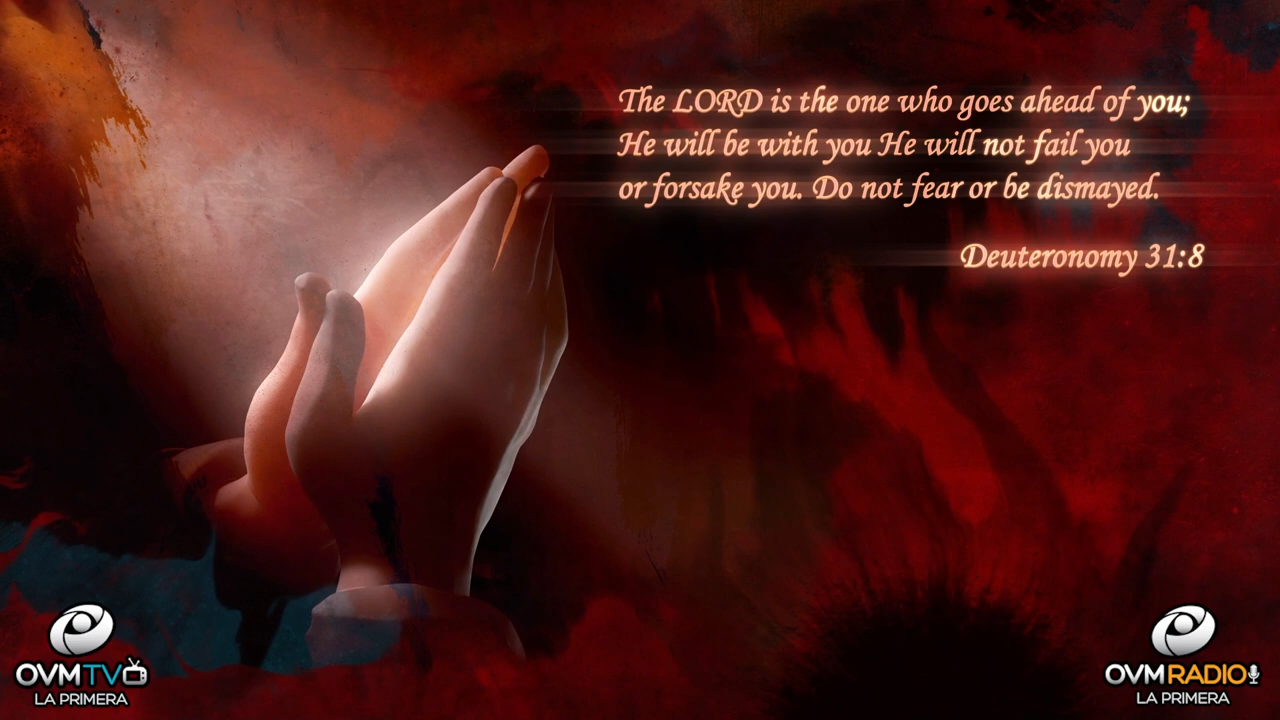 The LORD is the one who goes ahead of you;
He will be with you He will not fail you
or forsake you. Do not fear or be dismayed.
Deuteronomy 31:8
OVMTV
LA PRIMERA
OVMRADIO
LA PRIMERA